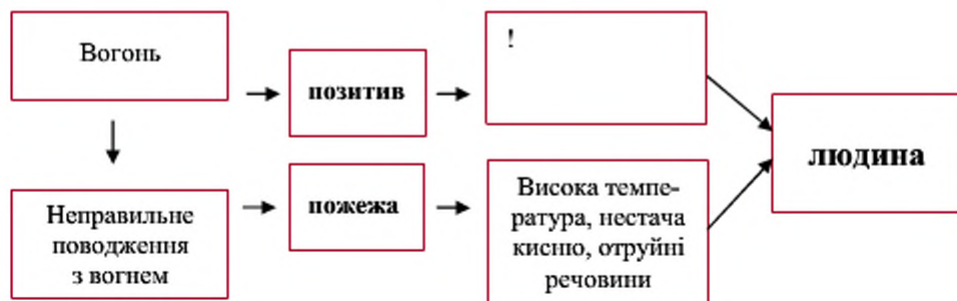 Вогонь
позитив
!
людина
Неправильне
поводження
з вогнем
пожежа
Висока темпе-
ратура, нестача
кисню, отруйні
речовини